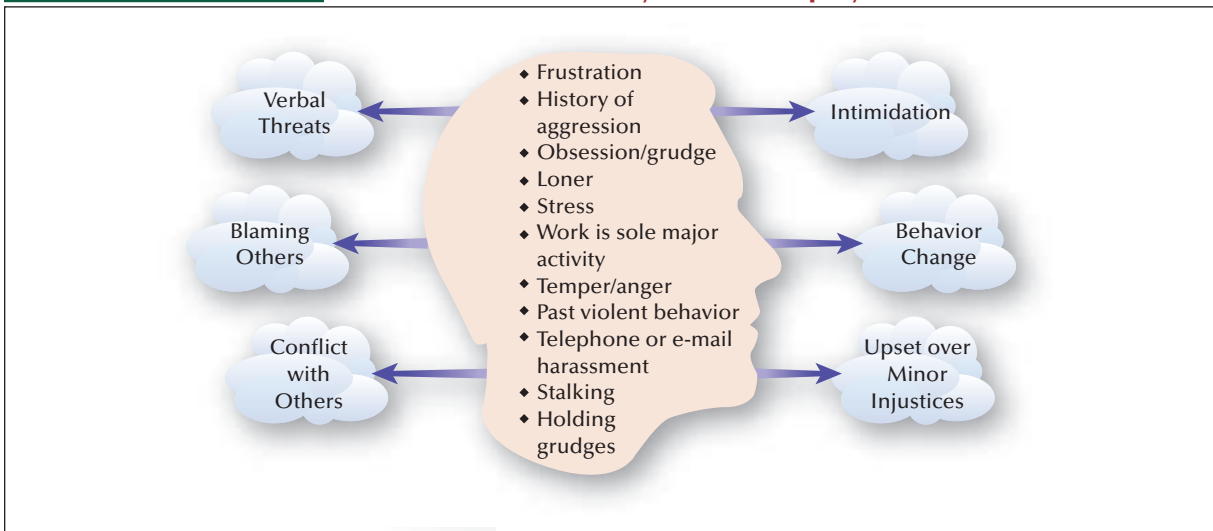 Verbal
Threats
Blaming
Others
Conflict
with
Others
◆ Frustration
◆ History of
aggression
◆ Obsession/grudge
◆ Loner
◆ Stress
◆ Work is sole major
activity
◆ Temper/anger
◆ Past violent behavior
◆ Telephone or e-mail
harassment
◆ Stalking
◆ Holding
grudges
Intimidation
Behavior
Change
Upset over
Minor
Injustices